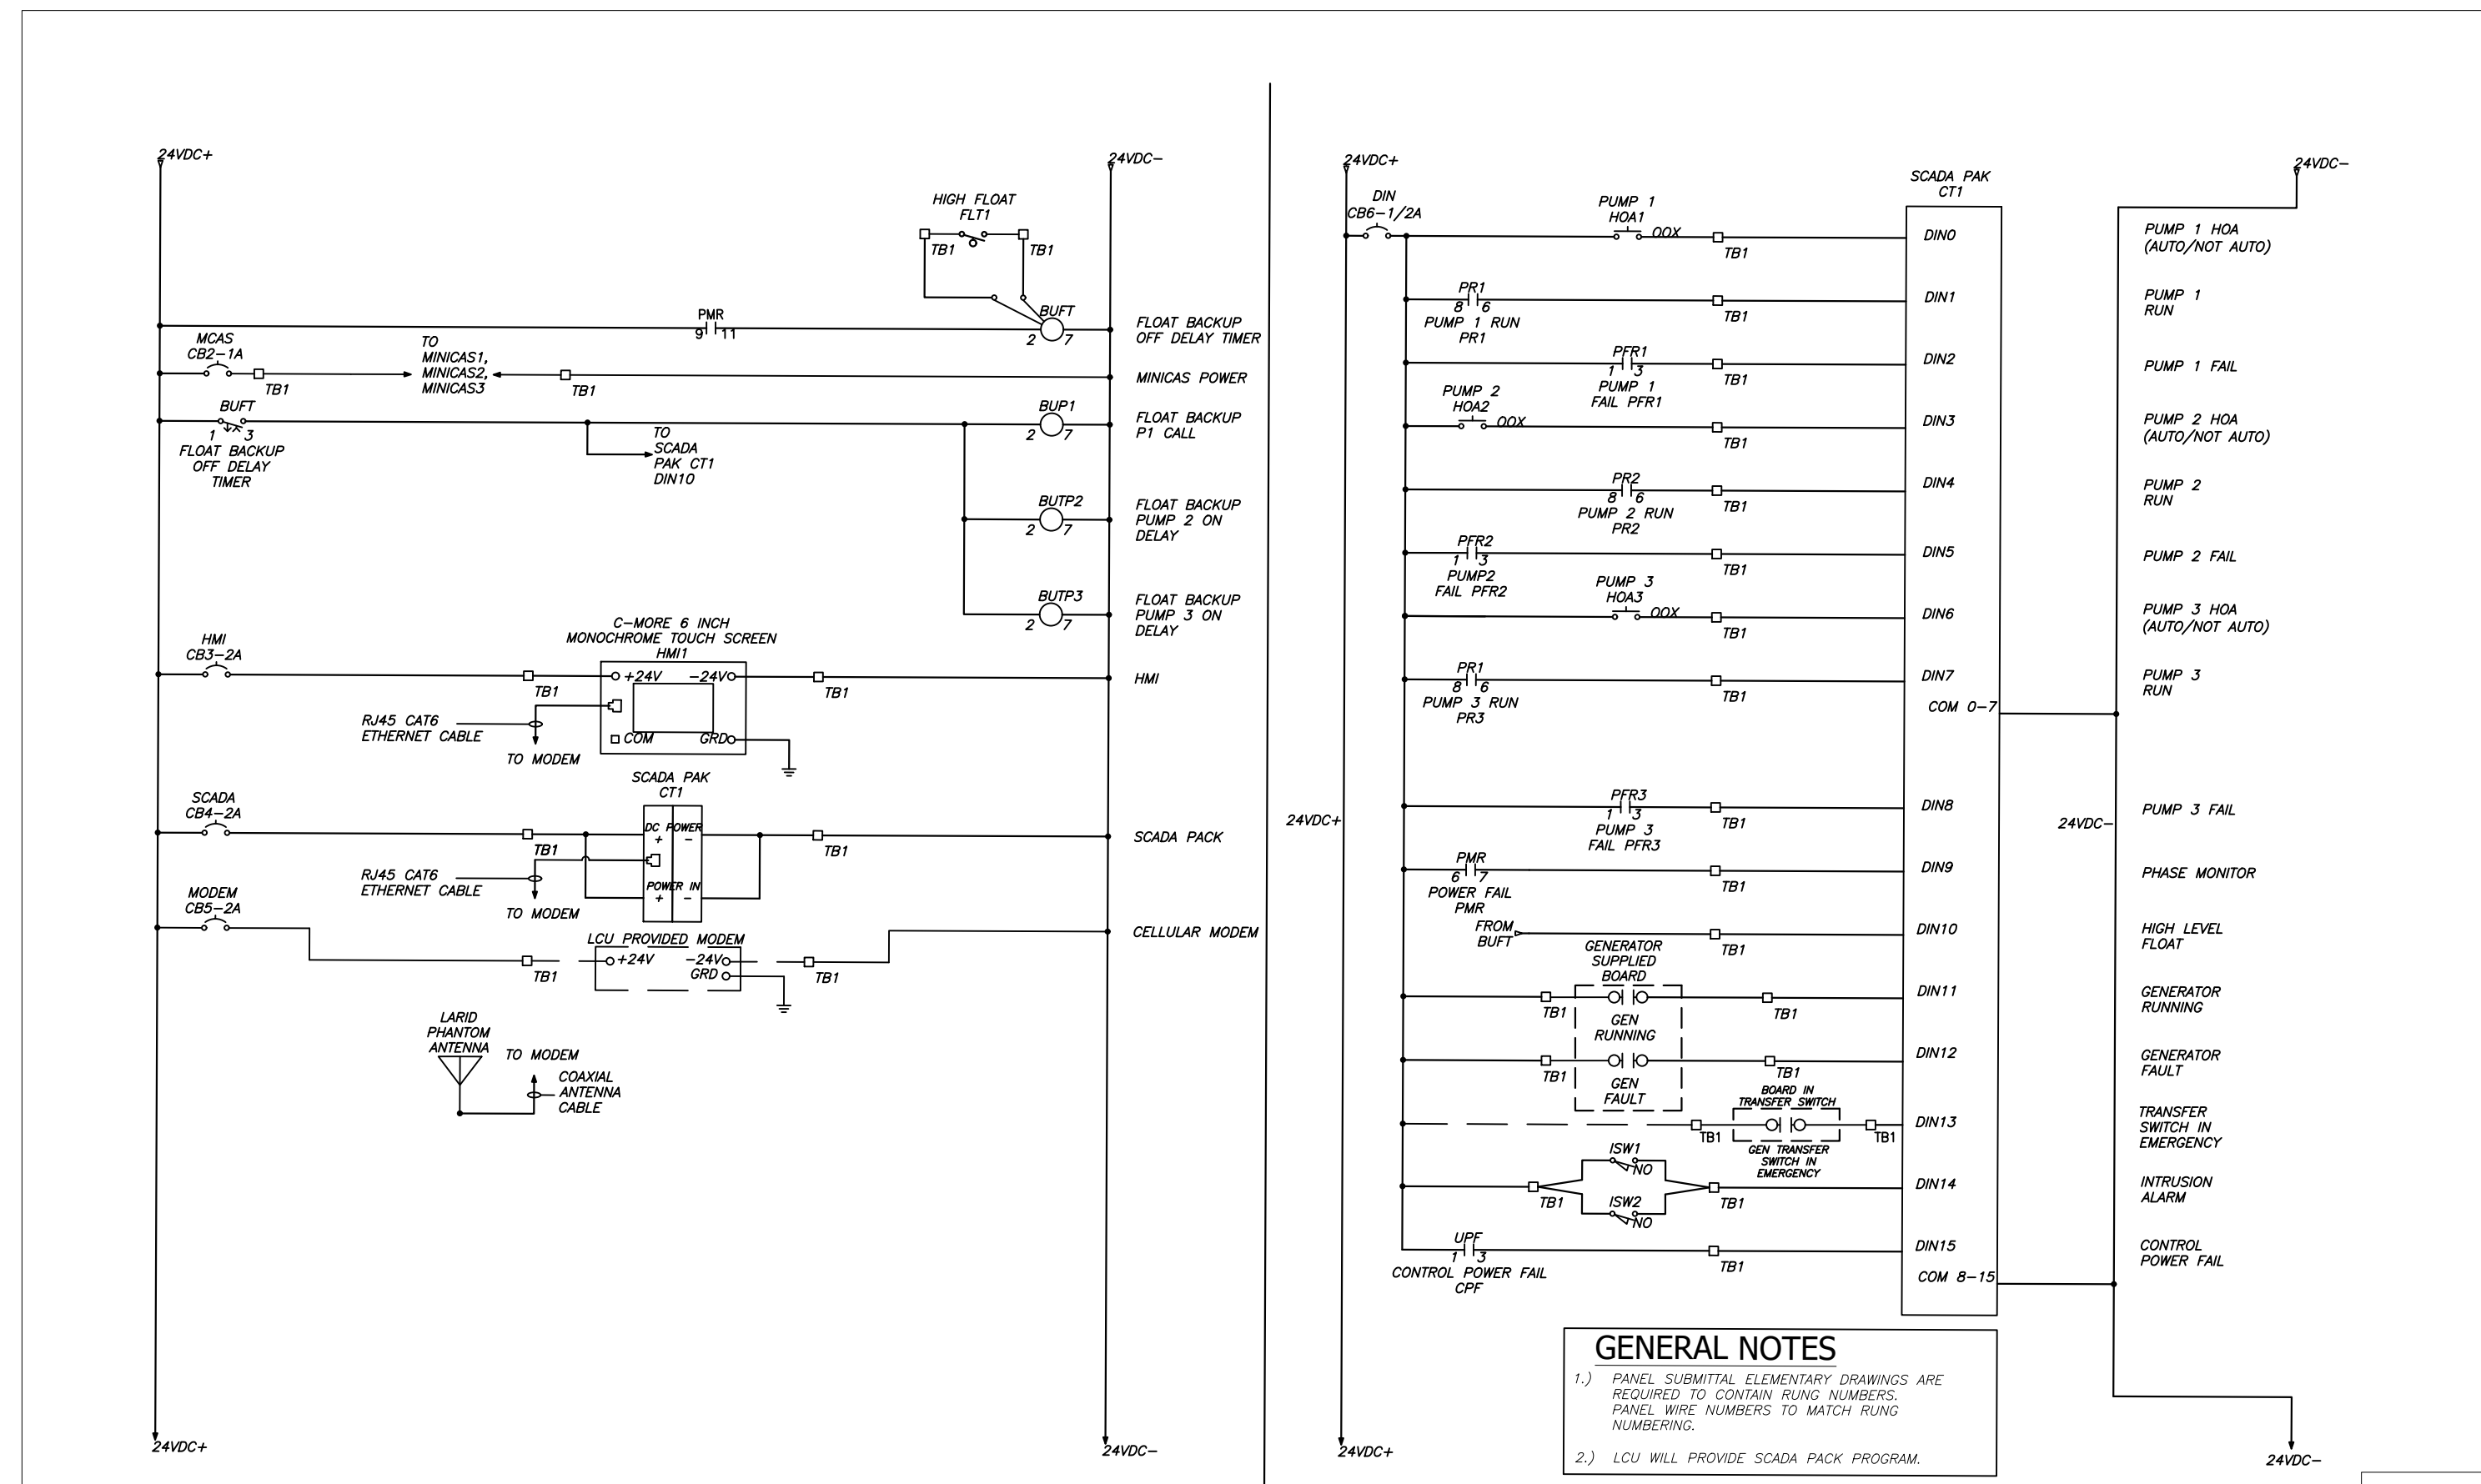 24VDC+
24VDC-
HIGH FLOAT
FLT1
TB1
TB1
PMR
9 11
BUFT
2 7
FLOAT BACKUP
OFF DELAY TIMER
MCAS
CB2-1A
TB1
TO
MINICAS1,
MINICAS2,
MINICAS3
TB1
MINICAS POWER
BUFT
1 3
FLOAT BACKUP
OFF DELAY
TIMER
TO
SCADA
PAK CT1
DIN10
BUP1
2 7
FLOAT BACKUP
P1 CALL
BUTP2
2 7
FLOAT BACKUP
PUMP 2 ON
DELAY
BUTP3
2 7
FLOAT BACKUP
PUMP 3 ON
DELAY
HMI
CB3-2A
TB1
C-MORE 6 INCH
MONOCHROME TOUCH SCREEN
HMI1
+24V -24V
COM GRD
TB1
HMI
RJ45 CAT6
ETHERNET CABLE
TO MODEM
SCADA
CB4-2A
TB1
SCADA PAK
CT1
DC POWER
+ -
POWER IN
+ -
TB1
SCADA PACK
RJ45 CAT6
ETHERNET CABLE
TO MODEM
MODEM
CB5-2A
TB1
LCU PROVIDED MODEM
+24V -24V
GRD
TB1
CELLULAR MODEM
LARID
PHANTOM
ANTENNA
TO MODEM
COAXIAL
ANTENNA
CABLE
24VDC+
24VDC-
24VDC+
24VDC-
DIN
CB6-1/2A
SCADA PAK
CT1
PUMP 1
HOA1
OOX
TB1
DIN0
PUMP 1 HOA
(AUTO/NOT AUTO)
PR1
8 6
PUMP 1 RUN
PR1
TB1
DIN1
PUMP 1
RUN
PFR1
1 3
PUMP 1
FAIL PFR1
TB1
DIN2
PUMP 1 FAIL
PUMP 2
HOA2
OOX
TB1
DIN3
PUMP 2 HOA
(AUTO/NOT AUTO)
PR2
8 6
PUMP 2 RUN
PR2
TB1
DIN4
PUMP 2
RUN
PFR2
1 3
PUMP2
FAIL PFR2
TB1
DIN5
PUMP 2 FAIL
PUMP 3
HOA3
OOX
TB1
DIN6
PUMP 3 HOA
(AUTO/NOT AUTO)
PR1
8 6
PUMP 3 RUN
PR3
TB1
DIN7
PUMP 3
RUN
COM 0-7
24VDC+
PFR3
1 3
PUMP 3
FAIL PFR3
TB1
DIN8
24VDC-
PUMP 3 FAIL
PMR
6 7
POWER FAIL
PMR
TB1
DIN9
PHASE MONITOR
FROM
BUFT
TB1
DIN10
HIGH LEVEL
FLOAT
GENERATOR
SUPPLIED
BOARD
TB1
GEN
RUNNING
TB1
DIN11
GENERATOR
RUNNING
TB1
GEN
FAULT
TB1
DIN12
GENERATOR
FAULT
BOARD IN
TRANSFER SWITCH
TB1
GEN TRANSFER
SWITCH IN
EMERGENCY
TB1
DIN13
TRANSFER
SWITCH IN
EMERGENCY
ISW1
NO
TB1
ISW2
NO
TB1
DIN14
INTRUSION
ALARM
UPF
1 3
CONTROL POWER FAIL
CPF
TB1
DIN15
CONTROL
POWER FAIL
COM 8-15
GENERAL NOTES
1.) PANEL SUBMITTAL ELEMENTARY DRAWINGS ARE
REQUIRED TO CONTAIN RUNG NUMBERS.
PANEL WIRE NUMBERS TO MATCH RUNG
NUMBERING.
2.) LCU WILL PROVIDE SCADA PACK PROGRAM.
24VDC+
24VDC-